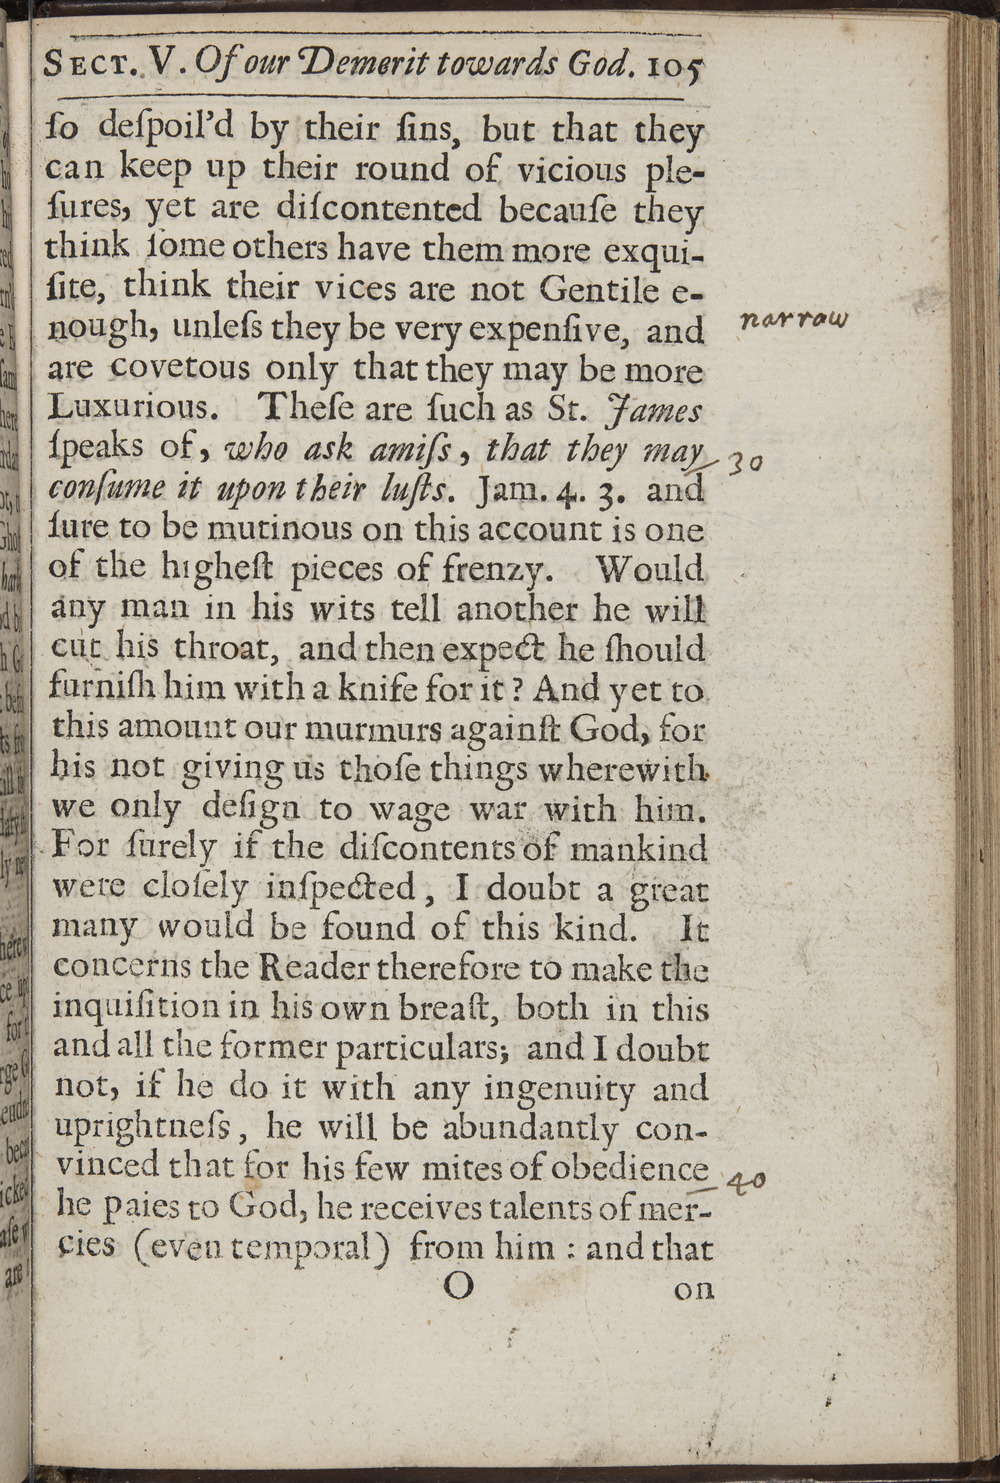 SECT. V. Of our Demerit towards God. 105
ſo deſpoil'd by their ſins, but that they
can keep up their round of vicious ple-
ſures, yet are diſcontented becauſe they
think ſome others have them more exqui-
ſite, think their vices are not Gentile e-
nough, unleſs they be very expenſive, and
narrow
are covetous only that they may be more
Luxurious. Theſe are ſuch as St. James
ſpeaks of, who ask amiſs, that they may
30
conſume it upon their luſts. Jam. 4. 3. and
ſure to be mutinous on this account is one
of the higheſt pieces of frenzy. Would
any man in his wits tell another he will
cut his throat, and then expect he ſhould
furniſh him with a knife for it? And yet to
this amount our murmurs againſt God, for
his not giving us thoſe things wherewith
we only deſign to wage war with him.
For ſurely if the diſcontents of mankind
were cloſely inſpected, I doubt a great
many would be found of this kind. It
concerns the Reader therefore to make the
inquiſition in his own breaſt, both in this
and all the former particulars; and I doubt
not, if he do it with any ingenuity and
uprightneſs, he will be abundantly con-
vinced that for his few mites of obedience
40
he paies to God, he receives talents of mer-
cies (even temporal) from him : and that
O on